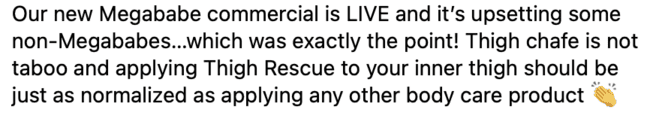 Our new Megababe commercial is LIVE and it’s upsetting some
non-Megababes...which was exactly the point! Thigh chafe is not
taboo and applying Thigh Rescue to your inner thigh should be
just as normalized as applying any other body care product 👏